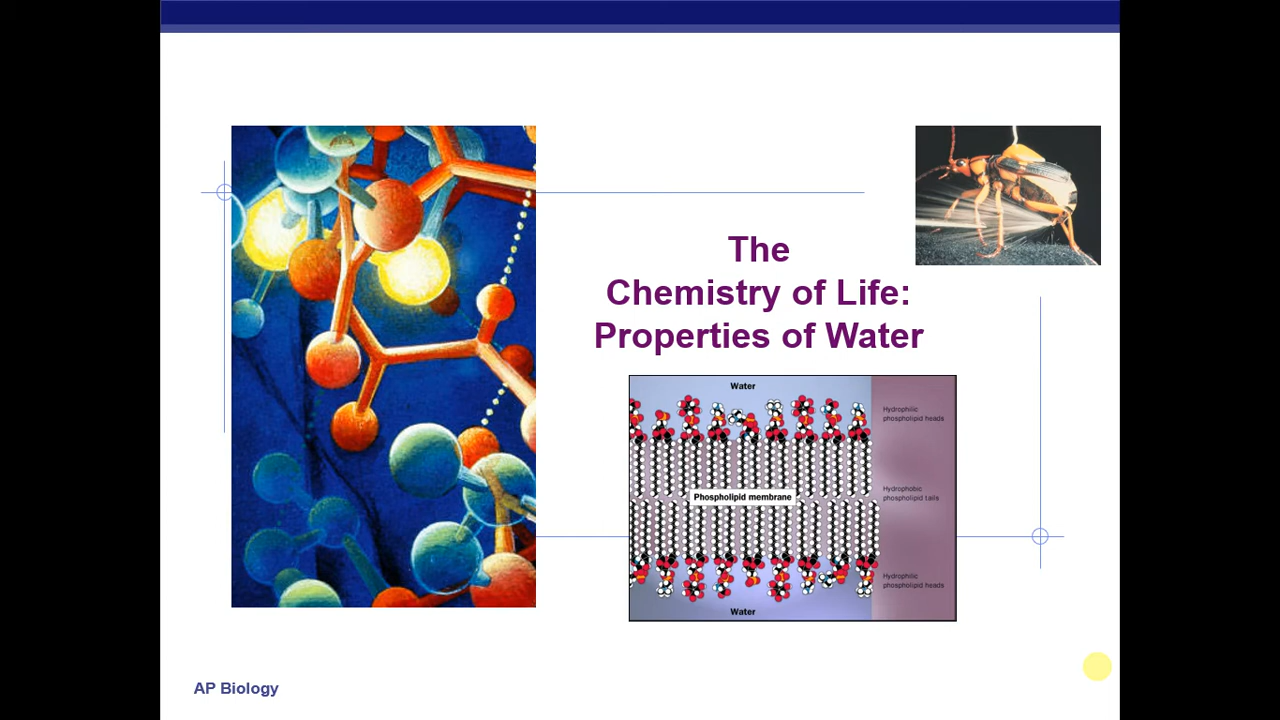 The
Chemistry of Life:
Properties of Water
Water
Hydrophilic
phospholipid heads
Phospholipid membrane
Hydrophobic
phospholipid tails
Hydrophilic
phospholipid heads
Water
AP Biology